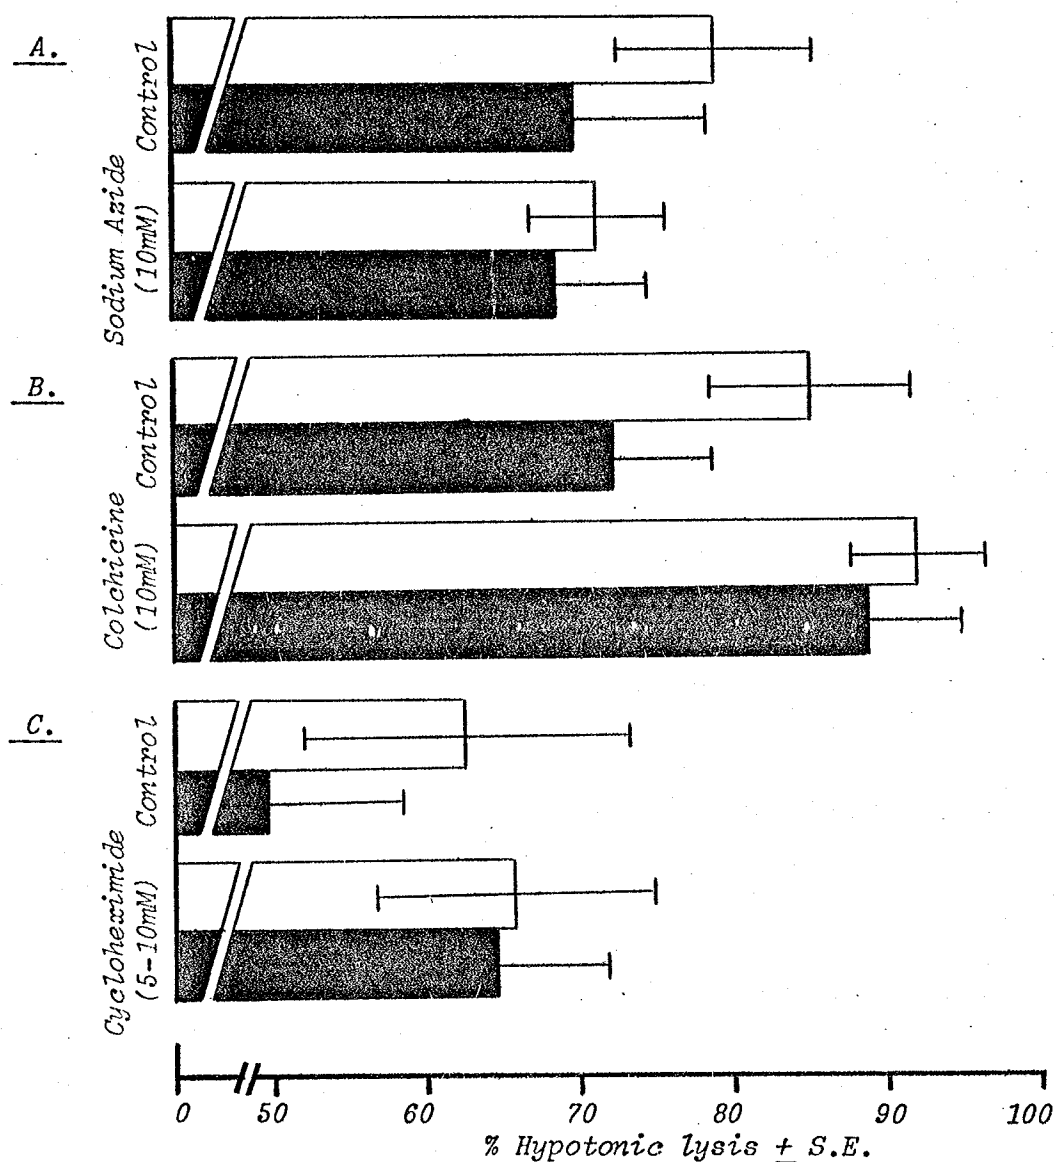 A.
Control
Sodium Azide
(10mM)
B.
Control
Colchicine
(10mM)
C.
Control
Cycloheximide
(5-10mM)
0 50 60 70 80 90 100
% Hypotonic lysis ± S.E.